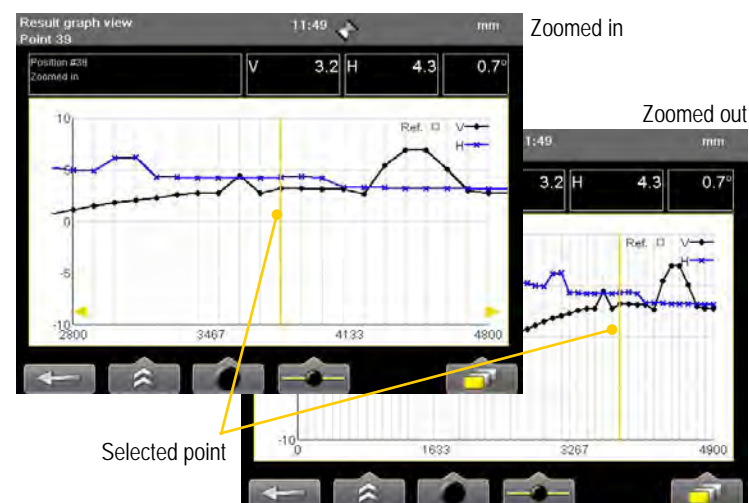 Result graph view
Point 39
11:49
mm
Zoomed in
Position #39
Zoomed in
V 3.2 H 4.3 0.7°
10
Ref. V
H
5
0
-5
-10
2800 3467 4133 4800
Selected point
Zoomed out
1:49
mm
3.2 H 4.3 0.7°
Ref. V
H
-10
0 1633 3267 4900